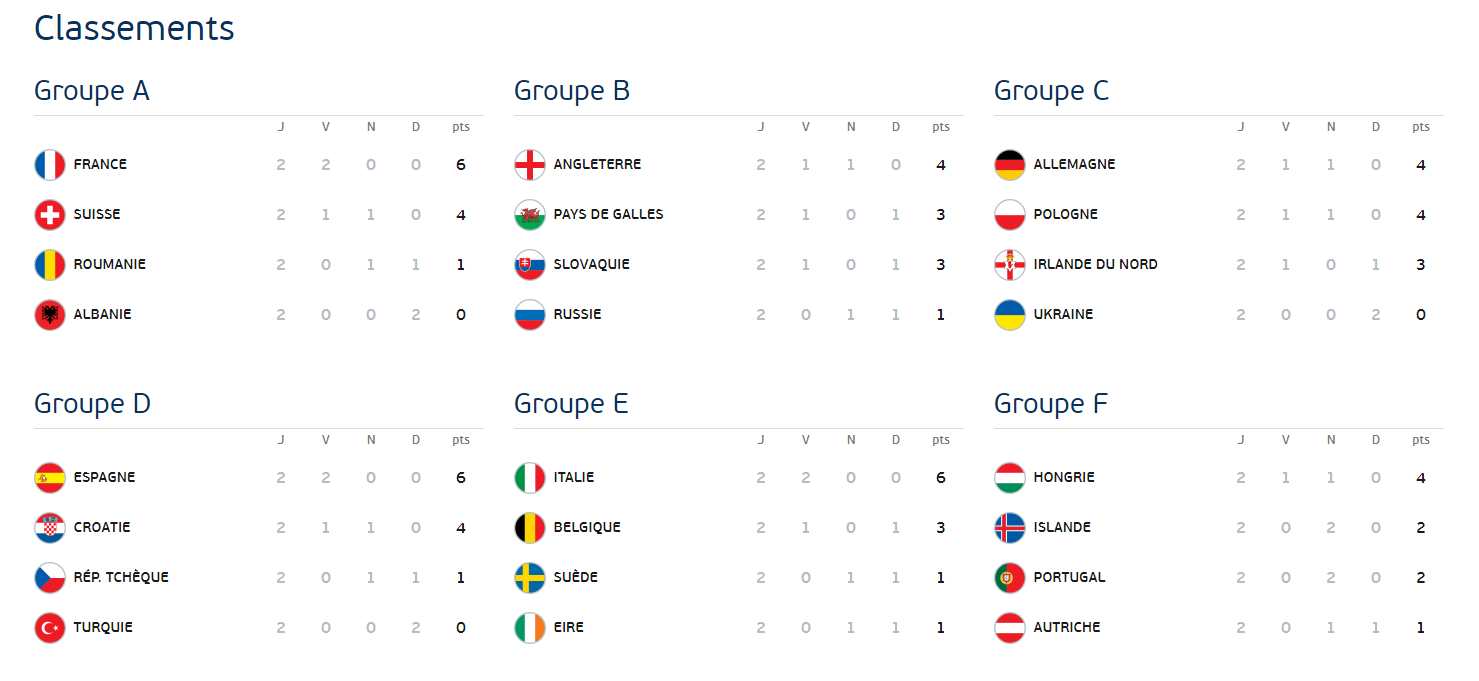 Classements
Groupe A
J V N D pts
FRANCE 2 2 0 0 6
SUISSE 2 1 1 0 4
ROUMANIE 2 0 1 1 1
ALBANIE 2 0 0 2 0
Groupe B
J V N D pts
ANGLETERRE 2 1 1 0 4
PAYS DE GALLES 2 1 0 1 3
SLOVAQUIE 2 1 0 1 3
RUSSIE 2 0 1 1 1
Groupe C
J V N D pts
ALLEMAGNE 2 1 1 0 4
POLOGNE 2 1 1 0 4
IRLANDE DU NORD 2 1 0 1 3
UKRAINE 2 0 0 2 0
Groupe D
J V N D pts
ESPAGNE 2 2 0 0 6
CROATIE 2 1 1 0 4
RÉP. TCHÈQUE 2 0 1 1 1
TURQUIE 2 0 0 2 0
Groupe E
J V N D pts
ITALIE 2 2 0 0 6
BELGIQUE 2 1 0 1 3
SUÈDE 2 0 1 1 1
EIRE 2 0 1 1 1
Groupe F
J V N D pts
HONGRIE 2 1 1 0 4
ISLANDE 2 0 2 0 2
PORTUGAL 2 0 2 0 2
AUTRICHE 2 0 1 1 1